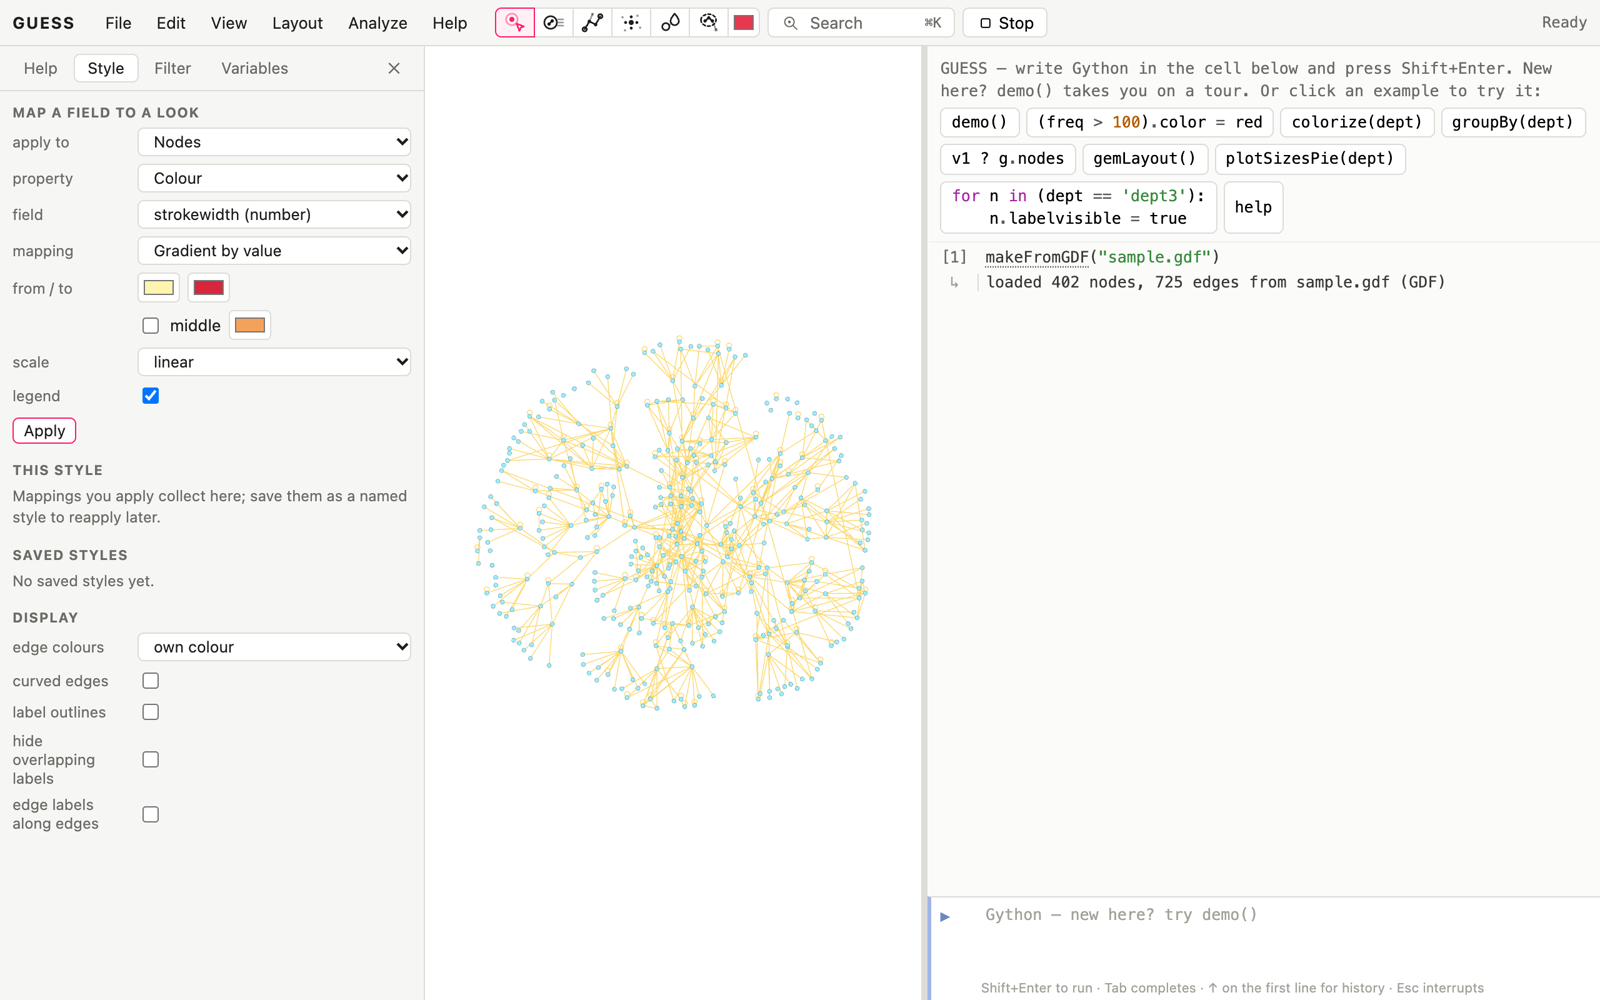 GUESS File Edit View Layout Analyze Help Search ⌘K Stop Ready
Help Style Filter Variables
MAP A FIELD TO A LOOK
apply to Nodes
property Colour
field strokewidth (number)
mapping Gradient by value
from / to
middle
scale linear
legend
Apply
THIS STYLE
Mappings you apply collect here; save them as a named
style to reapply later.
SAVED STYLES
No saved styles yet.
DISPLAY
edge colours own colour
curved edges
label outlines
hide
overlapping
labels
edge labels
along edges
GUESS — write Gython in the cell below and press Shift+Enter. New
here? demo() takes you on a tour. Or click an example to try it:
demo() (freq > 100).color = red colorize(dept) groupBy(dept)
v1 ? g.nodes gemLayout() plotSizesPie(dept)
for n in (dept == 'dept3'):
n.labelvisible = true
help
[1] makeFromGDF("sample.gdf")
↳ loaded 402 nodes, 725 edges from sample.gdf (GDF)
Gython — new here? try demo()
Shift+Enter to run · Tab completes · ↑ on the first line for history · Esc interrupts